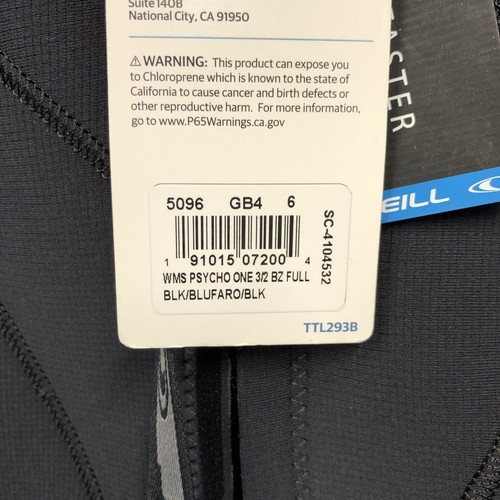 Suite 140B
National City, CA 91950
⚠WARNING: This product can expose you
to Chloroprene which is known to the state of
California to cause cancer and birth defects or
other reproductive harm. For more information,
go to www.P65Warnings.ca.gov
5096 GB4 6
1 91015 07200 4
WMS PSYCHO ONE 3/2 BZ FULL
BLK/BLUFARO/BLK
SC-4104532
TTL293B
ASTER
EILL